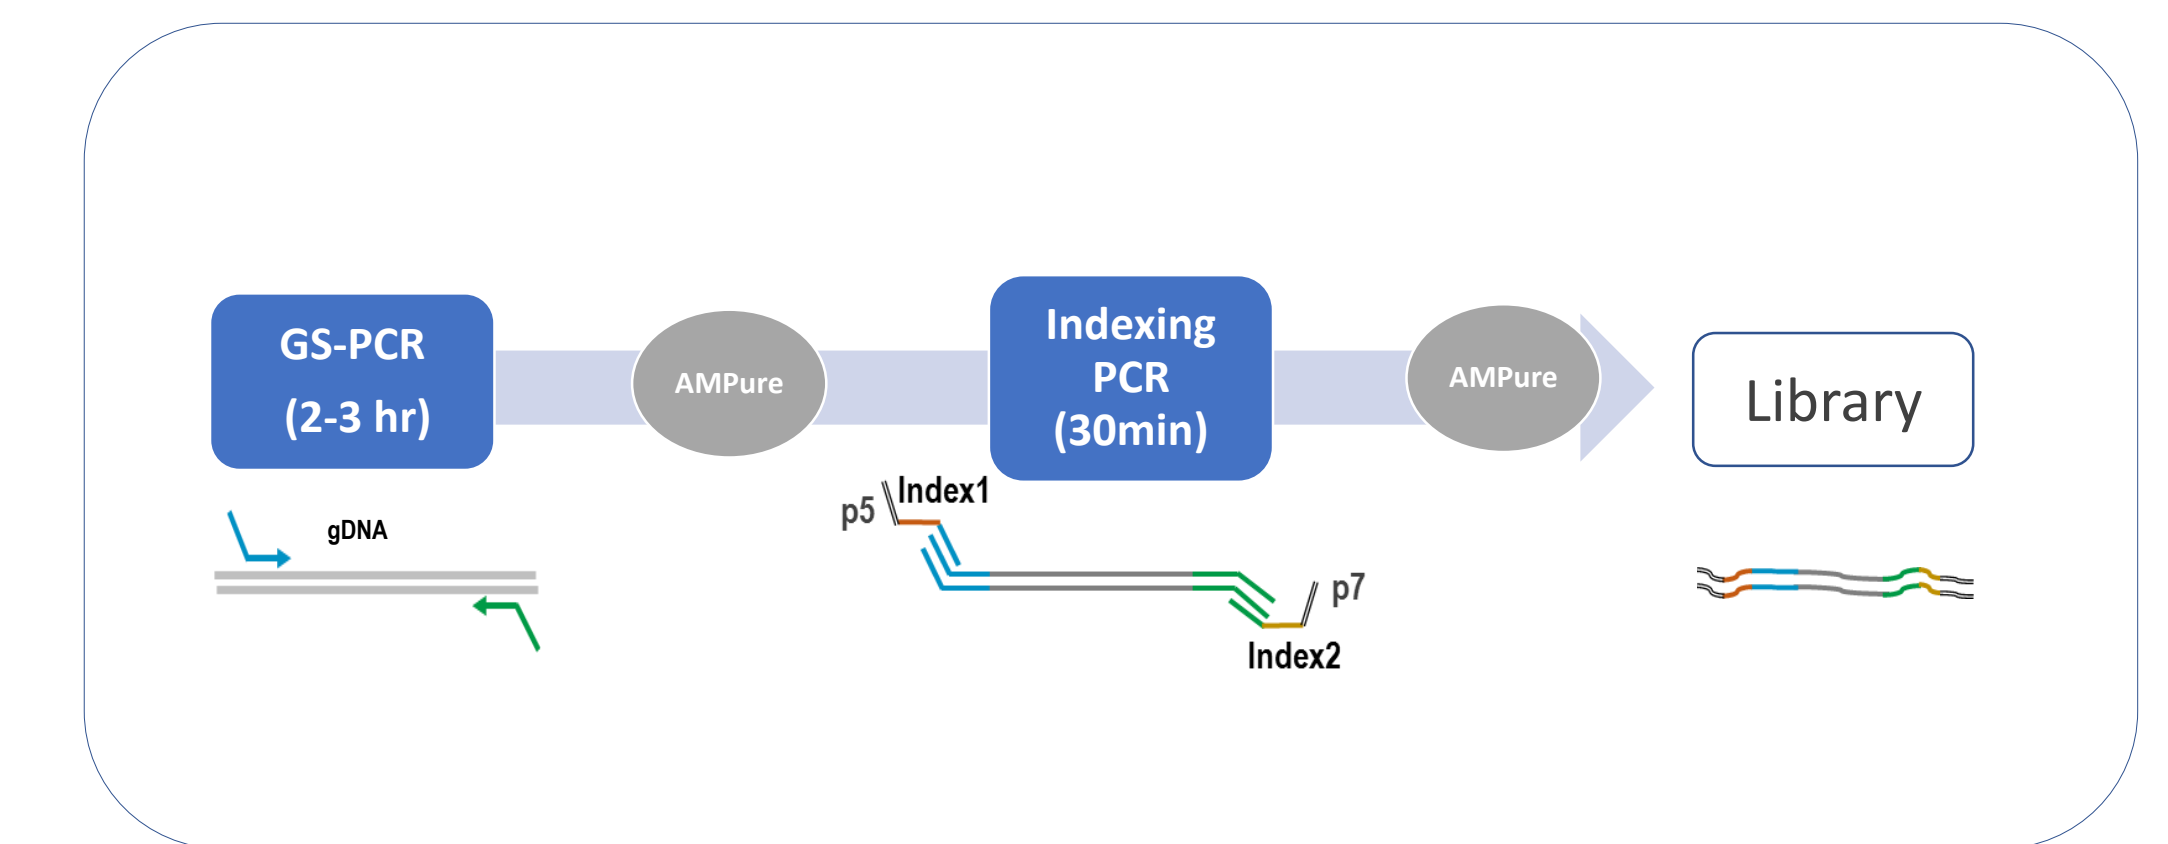 GS-PCR
(2-3 hr)
AMPure
Indexing
PCR
(30min)
AMPure
Library
gDNA
p5
Index1
p7
Index2